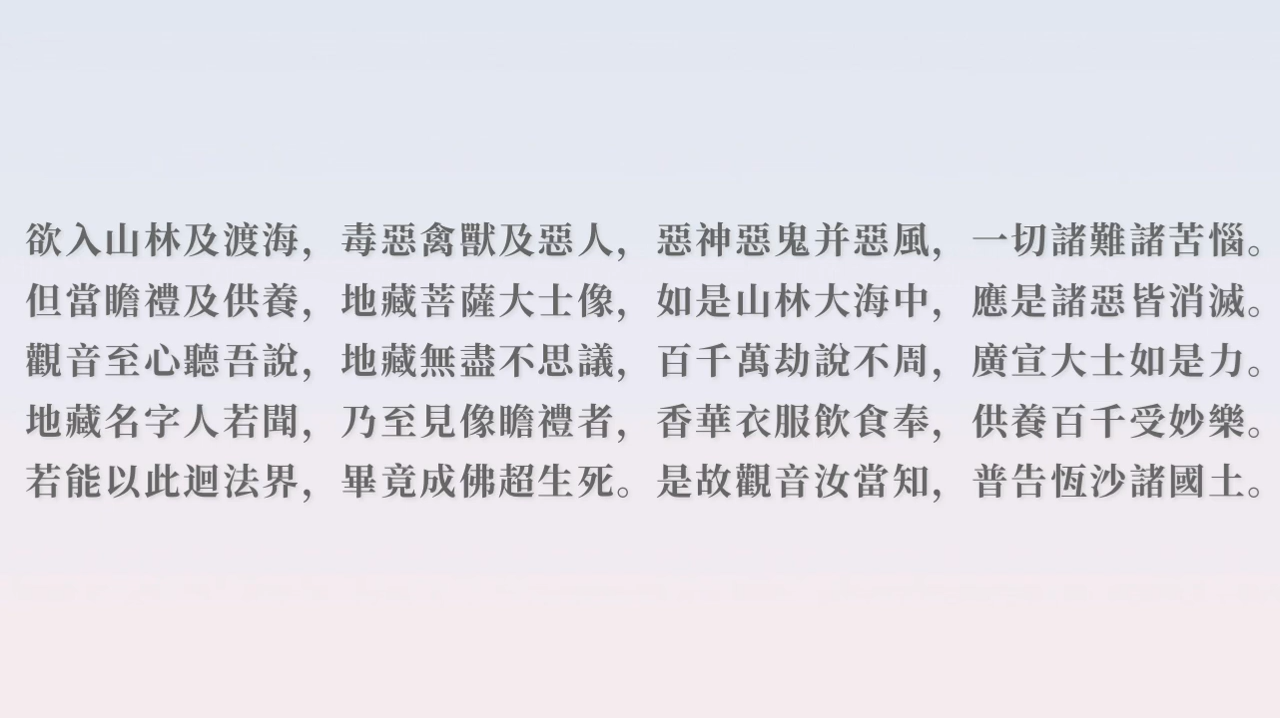 欲入山林及渡海，毒惡禽獸及惡人，惡神惡鬼并惡風，一切諸難諸苦惱。
但當瞻禮及供養，地藏菩薩大士像，如是山林大海中，應是諸惡皆消滅。
觀音至心聽吾說，地藏無盡不思議，百千萬劫說不周，廣宣大士如是力。
地藏名字人若聞，乃至見像瞻禮者，香華衣服飲食奉，供養百千受妙樂。
若能以此迴法界，畢竟成佛超生死。是故觀音汝當知，普告恆沙諸國土。